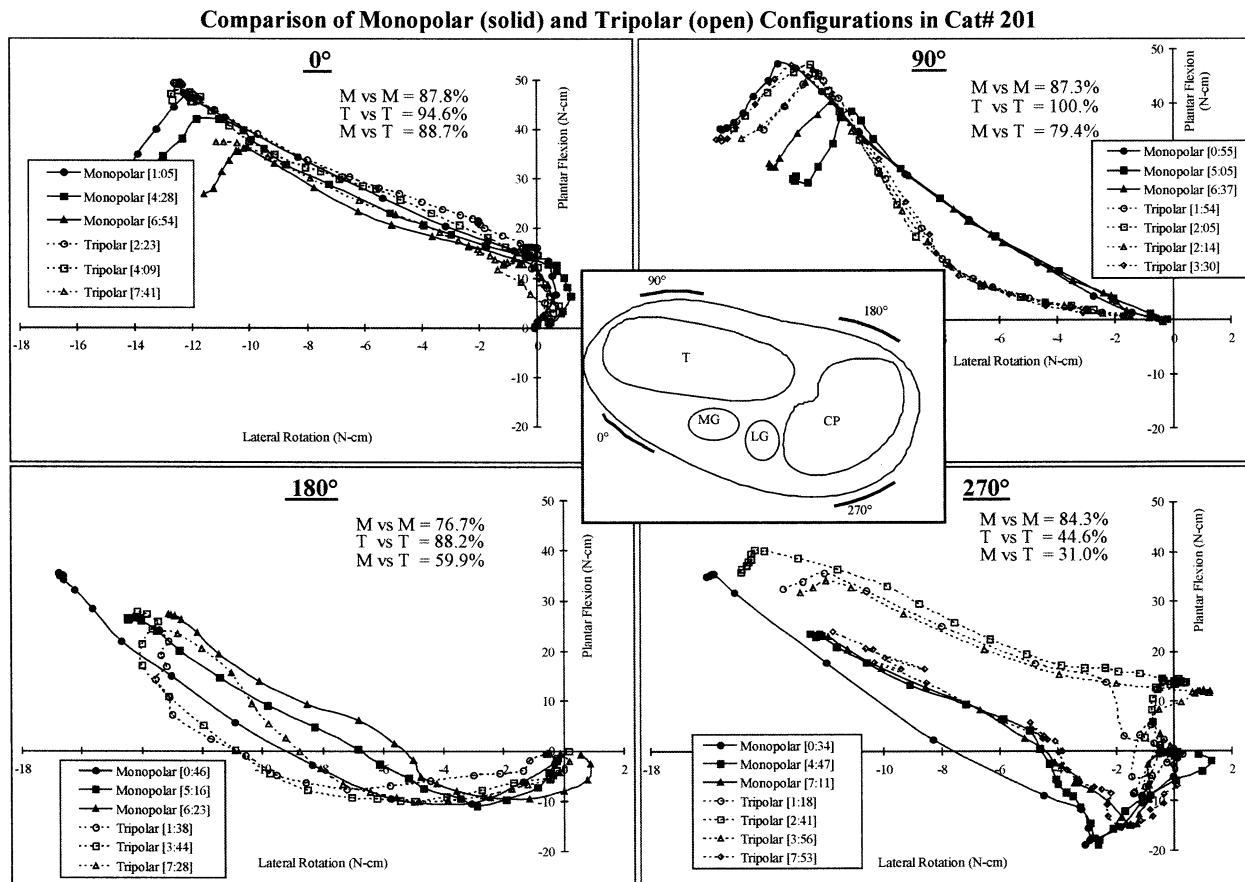 Comparison of Monopolar (solid) and Tripolar (open) Configurations in Cat# 201
0°
M vs M = 87.8%
T vs T = 94.6%
M vs T = 88.7%
Monopolar [1:05]
Monopolar [4:28]
Monopolar [6:54]
Tripolar [2:23]
Tripolar [4:09]
Tripolar [7:41]
50
40
30
20
10
0
-10
-20
Plantar Flexion (N-cm)
-18 -16 -14 -12 -10 -8 -6 -4 -2 0 2
Lateral Rotation (N-cm)
90°
M vs M = 87.3%
T vs T = 100.%
M vs T = 79.4%
Monopolar [0:55]
Monopolar [5:05]
Monopolar [6:37]
Tripolar [1:54]
Tripolar [2:05]
Tripolar [2:14]
Tripolar [3:30]
50
40
-10
-20
Plantar Flexion
(N-cm)
-4 -2 0 2
Lateral Rotation (N-cm)
90°
180°
T
MG
LG
CP
0°
270°
180°
M vs M = 76.7%
T vs T = 88.2%
M vs T = 59.9%
50
40
30
20
10
0
-10
-20
Plantar Flexion (N-cm)
-18 -10 -8 -6 -4 -2 0 2
Monopolar [0:46]
Monopolar [5:16]
Monopolar [6:23]
Tripolar [1:38]
Tripolar [3:44]
Tripolar [7:28]
Lateral Rotation (N-cm)
270°
M vs M = 84.3%
T vs T = 44.6%
M vs T = 31.0%
50
40
30
20
10
-10
-20
Plantar Flexion (N-cm)
-18 -10 -8 -6 2
Monopolar [0:34]
Monopolar [4:47]
Monopolar [7:11]
Tripolar [1:18]
Tripolar [2:41]
Tripolar [3:56]
Tripolar [7:53]
Lateral Rotation (N-cm)